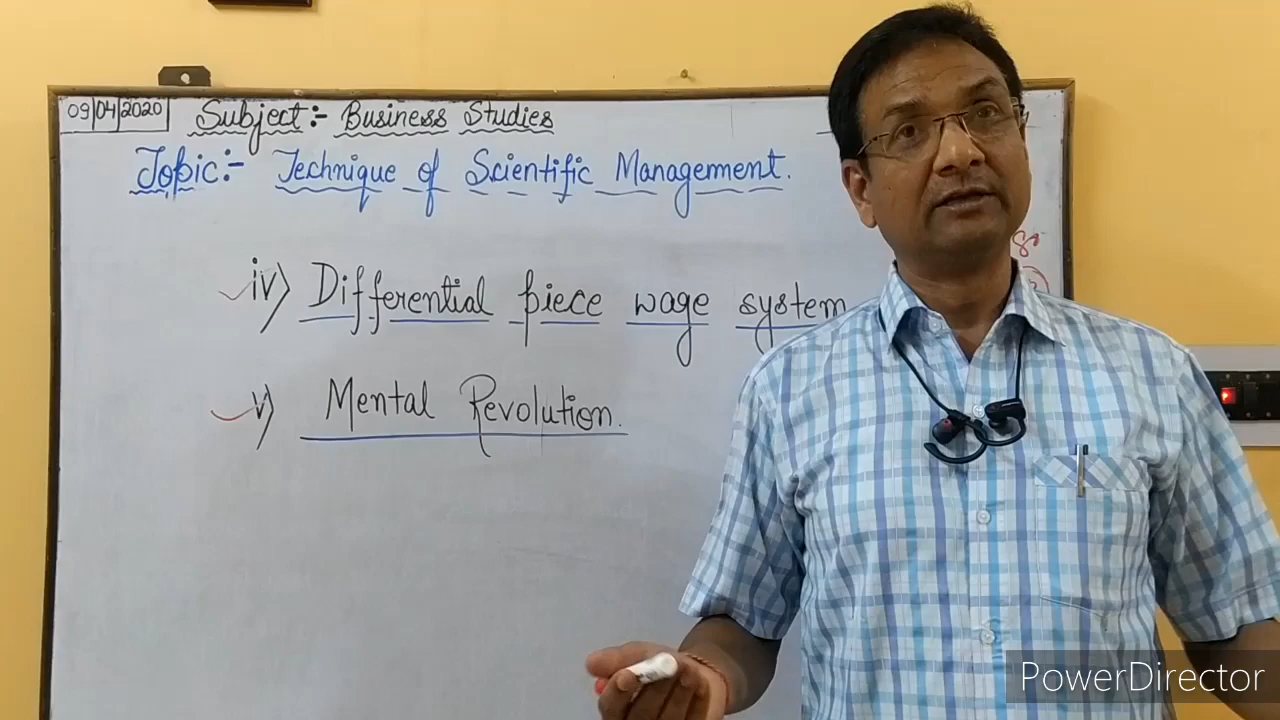 09/04/2020
Subject:- Business Studies
Topic:- Technique of Scientific Management.
iv) Differential piece wage system
v) Mental Revolution.
PowerDirector